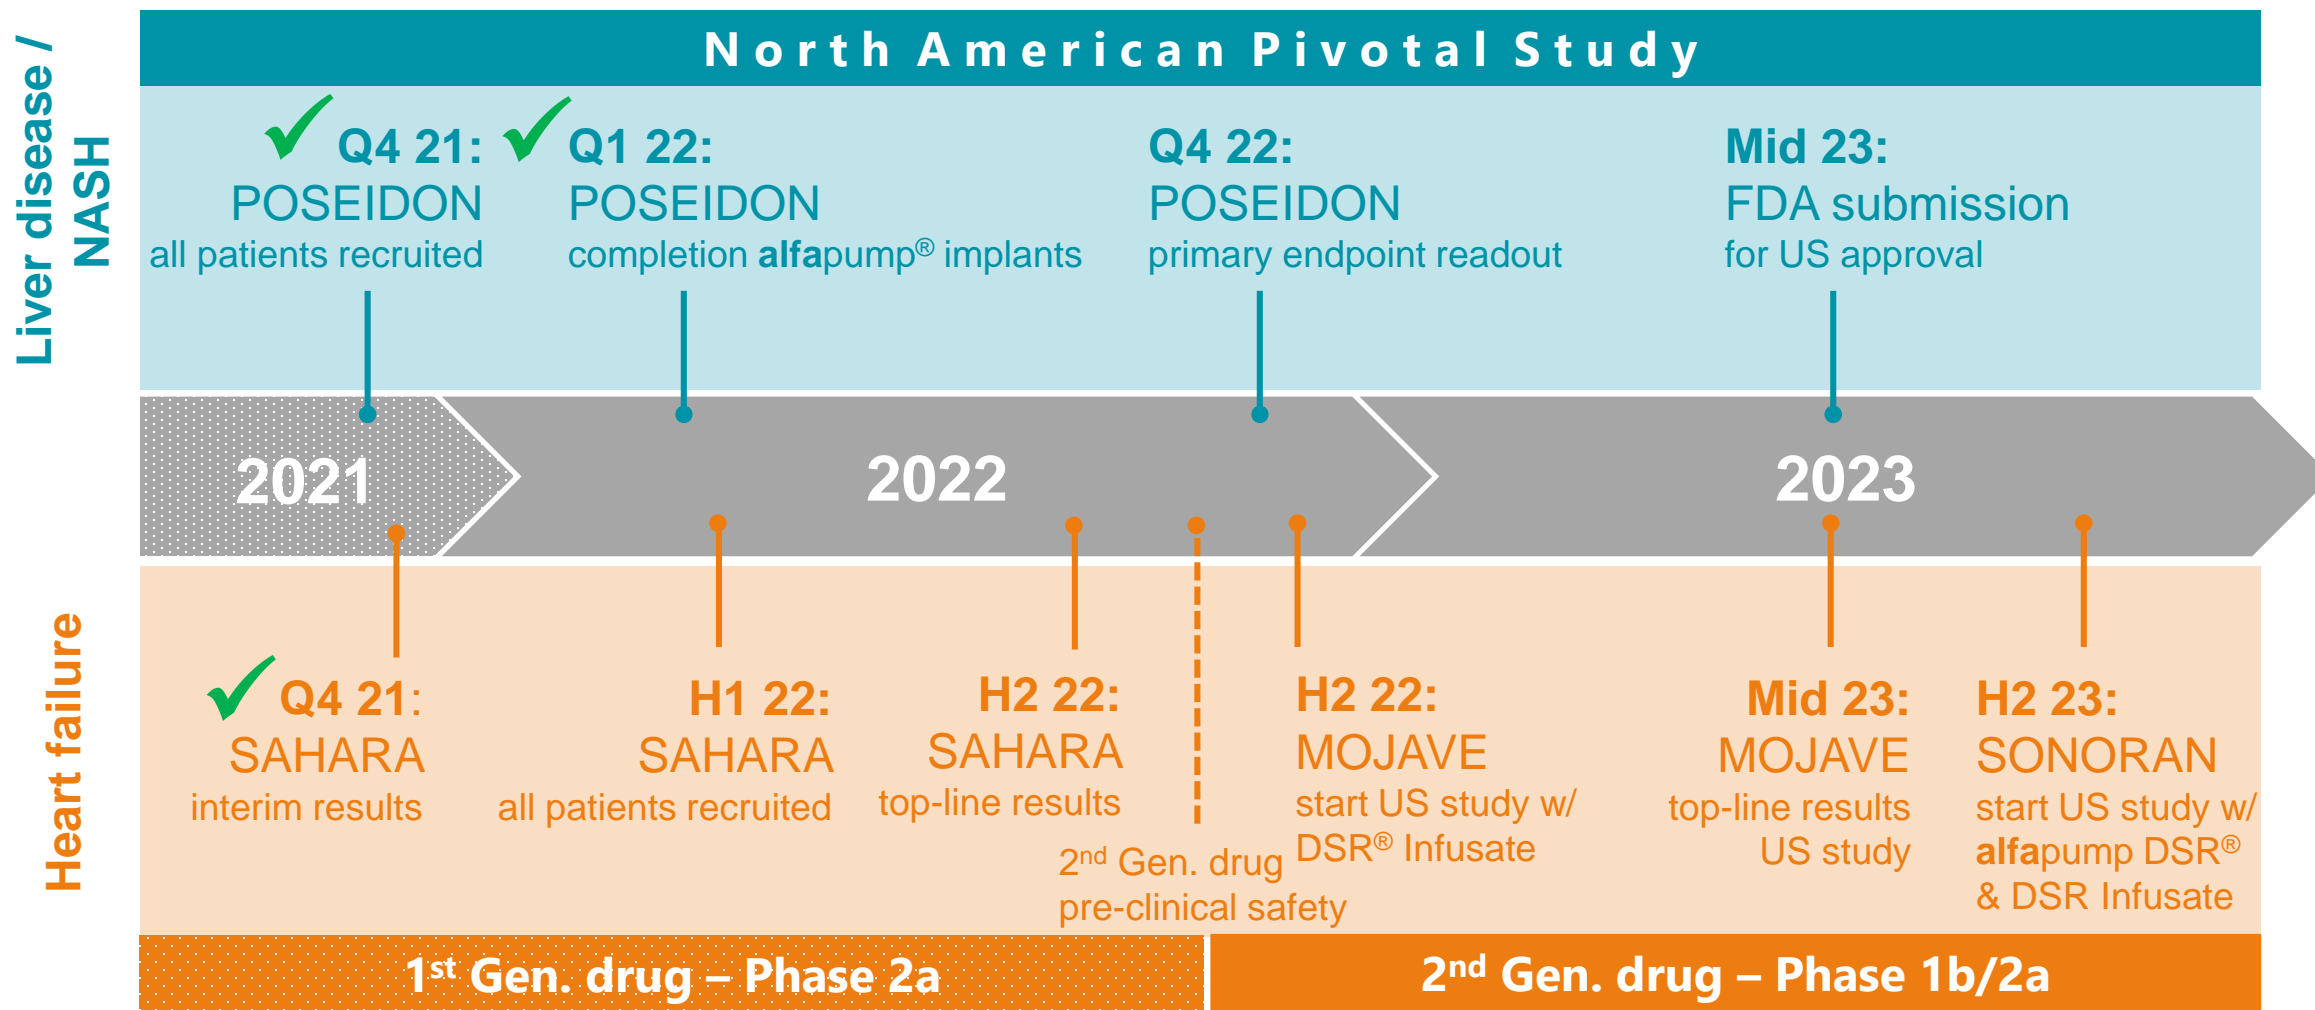 Liver disease /
NASH
North American Pivotal Study
Q4 21:
POSEIDON
all patients recruited
Q1 22:
POSEIDON
completion alfapump® implants
Q4 22:
POSEIDON
primary endpoint readout
Mid 23:
FDA submission
for US approval
2021
2022
2023
Heart failure
Q4 21:
SAHARA
interim results
H1 22:
SAHARA
all patients recruited
H2 22:
SAHARA
top-line results
2nd Gen. drug
pre-clinical safety
H2 22:
MOJAVE
start US study w/
DSR® Infusate
Mid 23:
MOJAVE
top-line results
US study
H2 23:
SONORAN
start US study w/
alfapump DSR®
& DSR Infusate
1st Gen. drug – Phase 2a
2nd Gen. drug – Phase 1b/2a